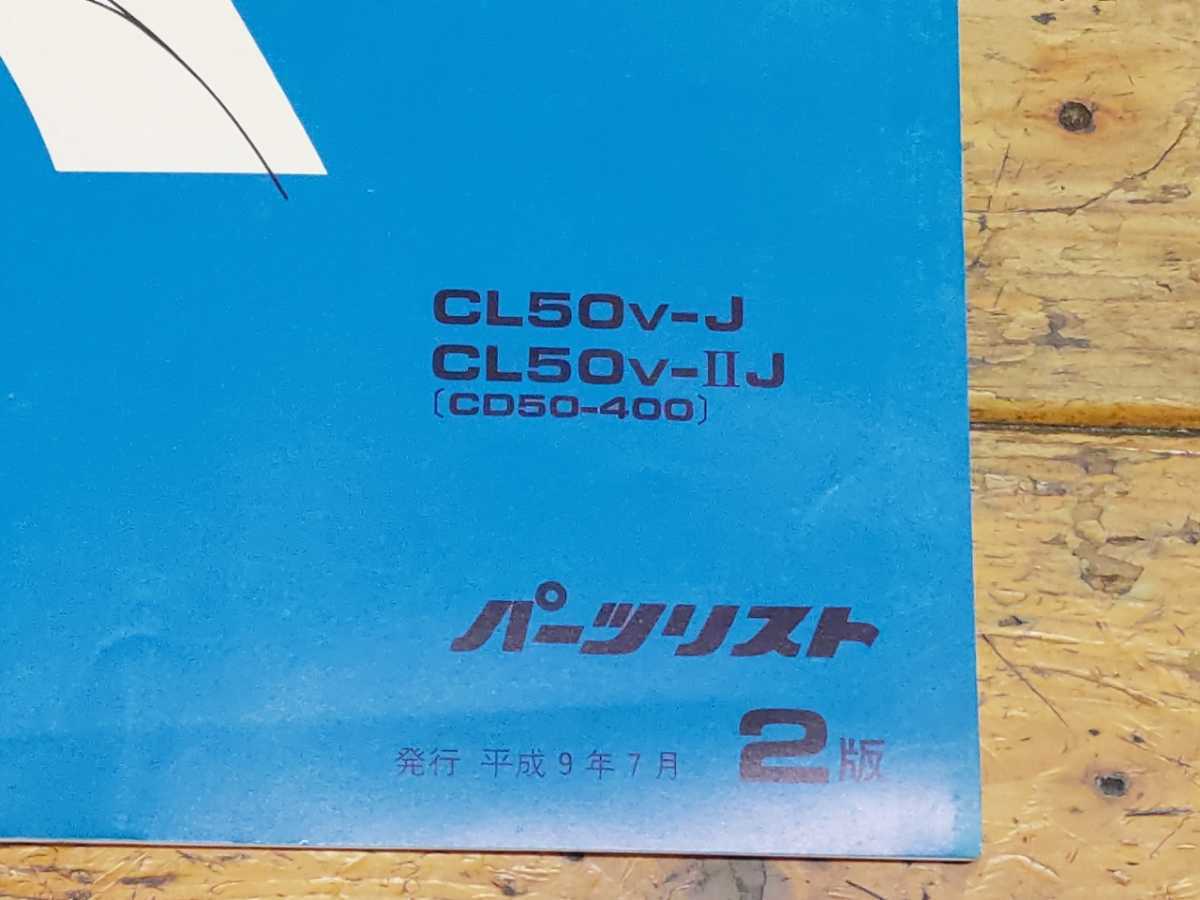 CL50V-J
CL50V-ⅡJ
〔CD50-400〕
パーツリスト
発行 平成9年7月 2版